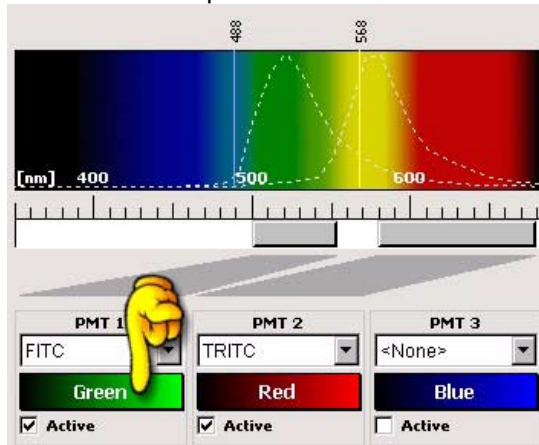 488 568
[nm] 400 500 600
PMT 1 PMT 2 PMT 3
FITC TRITC <None>
Green Red Blue
Active Active Active